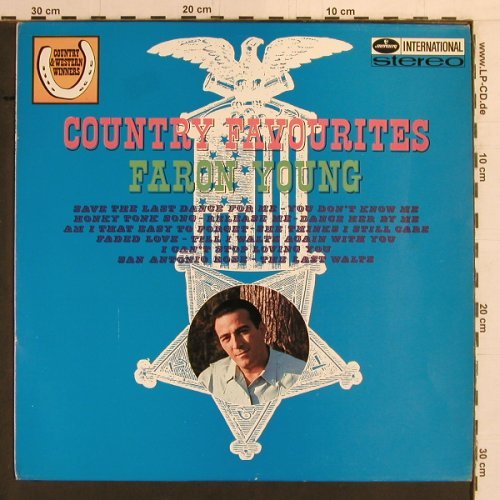 30 cm
20 cm
10 cm
COUNTRY
& WESTERN
WINNERS
mercury
INTERNATIONAL
stereo
COUNTRY FAVOURITES
FARON YOUNG
SAVE THE LAST DANCE FOR ME - YOU DON'T KNOW ME
HONKY TONK SONG - RELEASE ME - DANCE HER BY ME
AM I THAT EASY TO FORGET - SHE THINKS I STILL CARE
FADED LOVE - TILL I WALTZ AGAIN WITH YOU
I CAN'T STOP LOVING YOU
SAN ANTONIO ROSE - THE LAST WALTZ
www.LP-CD.de
10 cm
20 cm
30 cm